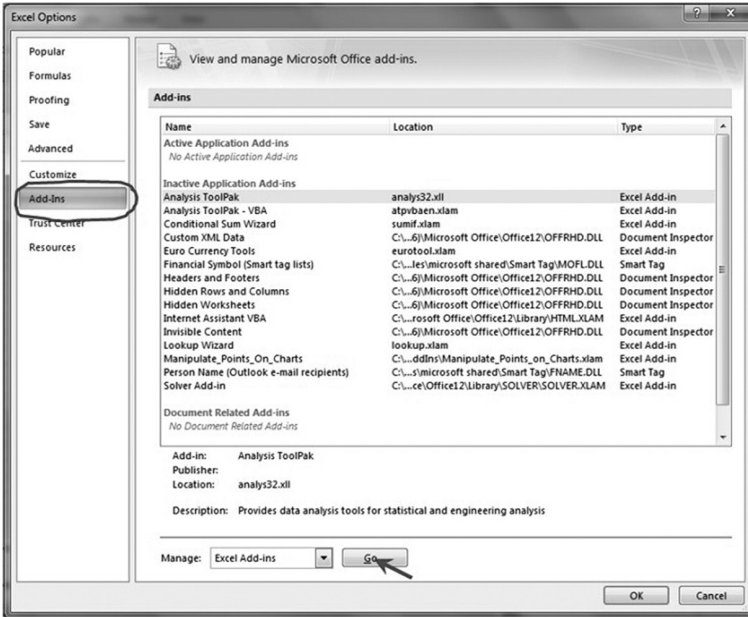 Excel Options
Popular
Formulas
Proofing
Save
Advanced
Customize
Add-Ins
Trust Center
Resources
View and manage Microsoft Office add-ins.
Add-ins
Name Location Type
Active Application Add-ins
No Active Application Add-ins
Inactive Application Add-ins
Analysis ToolPak analys32.xll Excel Add-in
Analysis ToolPak - VBA atpvbaen.xlam Excel Add-in
Conditional Sum Wizard sumif.xlam Excel Add-in
Custom XML Data C:\...6)\Microsoft Office\Office12\OFFRHD.DLL Document Inspector
Euro Currency Tools eurotool.xlam Excel Add-in
Financial Symbol (Smart tag lists) C:\...les\microsoft shared\Smart Tag\MOFL.DLL Smart Tag
Headers and Footers C:\...6)\Microsoft Office\Office12\OFFRHD.DLL Document Inspector
Hidden Rows and Columns C:\...6)\Microsoft Office\Office12\OFFRHD.DLL Document Inspector
Hidden Worksheets C:\...6)\Microsoft Office\Office12\OFFRHD.DLL Document Inspector
Internet Assistant VBA C:\...rosoft Office\Office12\Library\HTML.XLAM Excel Add-in
Invisible Content C:\...6)\Microsoft Office\Office12\OFFRHD.DLL Document Inspector
Lookup Wizard lookup.xlam Excel Add-in
Manipulate_Points_On_Charts C:\...ddIns\Manipulate_Points_on_Charts.xlam Excel Add-in
Person Name (Outlook e-mail recipients) C:\...s\microsoft shared\Smart Tag\FNAME.DLL Smart Tag
Solver Add-in C:\...ce\Office12\Library\SOLVER\SOLVER.XLAM Excel Add-in
Document Related Add-ins
No Document Related Add-ins
Add-in: Analysis ToolPak
Publisher:
Location: analys32.xll
Description: Provides data analysis tools for statistical and engineering analysis
Manage: Excel Add-ins Go...
OK Cancel